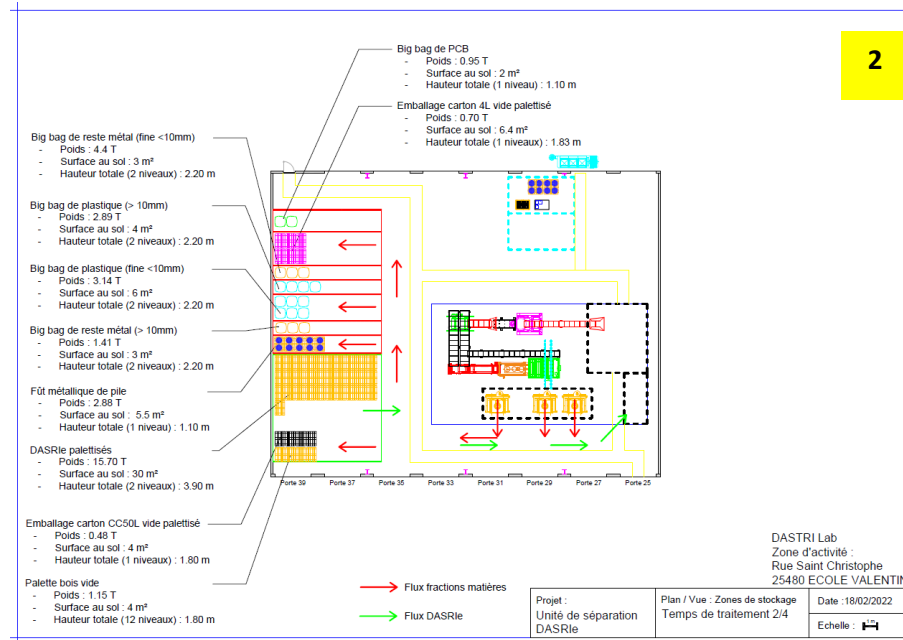 2
Big bag de PCB
- Poids : 0.95 T
- Surface au sol : 2 m²
- Hauteur totale (1 niveau) : 1.10 m
Emballage carton 4L vide palettisé
- Poids : 0.70 T
- Surface au sol : 6.4 m²
- Hauteur totale (1 niveau) : 1.83 m
Big bag de reste métal (fine <10mm)
- Poids : 4.4 T
- Surface au sol : 3 m²
- Hauteur totale (2 niveaux) : 2.20 m
Big bag de plastique (> 10mm)
- Poids : 2.89 T
- Surface au sol : 4 m²
- Hauteur totale (2 niveaux) : 2.20 m
Big bag de plastique (fine <10mm)
- Poids : 3.14 T
- Surface au sol : 6 m²
- Hauteur totale (2 niveaux) : 2.20 m
Big bag de reste métal (> 10mm)
- Poids : 1.41 T
- Surface au sol : 3 m²
- Hauteur totale (2 niveaux) : 2.20 m
Fût métallique de pile
- Poids : 2.88 T
- Surface au sol : 5.5 m²
- Hauteur totale (1 niveau) : 1.10 m
DASRIe palettisés
- Poids : 15.70 T
- Surface au sol : 30 m²
- Hauteur totale (2 niveaux) : 3.90 m
Emballage carton CC50L vide palettisé
- Poids : 0.48 T
- Surface au sol : 4 m²
- Hauteur totale (1 niveaux) : 1.80 m
Palette bois vide
- Poids : 1.15 T
- Surface au sol : 4 m²
- Hauteur totale (12 niveaux) : 1.80 m
Porte 39 Porte 37 Porte 35 Porte 33 Porte 31 Porte 29 Porte 27 Porte 25
Flux fractions matières
Flux DASRIe
DASTRI Lab
Zone d'activité :
Rue Saint Christophe
25480 ECOLE VALENTIN
Projet :
Unité de séparation
DASRIe
Plan / Vue : Zones de stockage
Temps de traitement 2/4
Date :18/02/2022
Echelle :